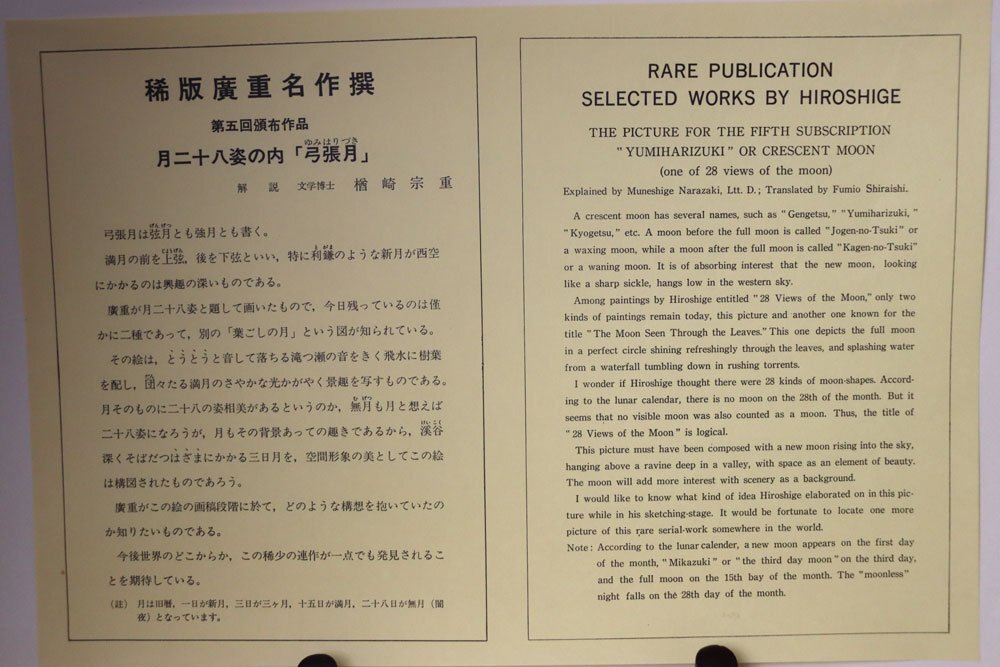 稀版廣重名作撰
第五回頒布作品
ゆみはりづき
月二十八姿の内「弓張月」
解説 文学博士 楢崎宗重
げんげつ
弓張月は弦月とも強月とも書く。
じょうげん と がま
満月の前を上弦，後を下弦といい，特に利鎌のような新月が西空
にかかるのは興趣の深いものである。
廣重が月二十八姿と題して画いたもので，今日残っているのは僅
かに二種であって，別の「葉ごしの月」という図が知られている。
その絵は，とうとうと音して落ちる滝つ瀬の音をきく飛水に樹葉
だん
を配し，団々たる満月のさやかな光かがやく景趣を写すものである。
む げつ
月そのものに二十八の姿相美があるというのか，無月も月と想えば
けい こく
二十八姿になろうが，月もその背景あっての趣きであるから，渓谷
深くそばだつはざまにかかる三日月を，空間形象の美としてこの絵
は構図されたものであろう。
廣重がこの絵の画稿段階に於て，どのような構想を抱いていたの
か知りたいものである。
今後世界のどこからか，この稀少の連作が一点でも発見されるこ
とを期待している。
（註） 月は旧暦，一日が新月，三日が三ヶ月，十五日が満月，二十八日が無月（闇
夜）となっています。
RARE PUBLICATION
SELECTED WORKS BY HIROSHIGE
THE PICTURE FOR THE FIFTH SUBSCRIPTION
"YUMIHARIZUKI" OR CRESCENT MOON
(one of 28 views of the moon)
Explained by Muneshige Narazaki, Ltt. D.; Translated by Fumio Shiraishi.
A crescent moon has several names, such as "Gengetsu," "Yumiharizuki,"
"Kyogetsu," etc. A moon before the full moon is called "Jogen-no-Tsuki" or
a waxing moon, while a moon after the full moon is called "Kagen-no-Tsuki"
or a waning moon. It is of absorbing interest that the new moon, looking
like a sharp sickle, hangs low in the western sky.
Among paintings by Hiroshige entitled "28 Views of the Moon," only two
kinds of paintings remain today, this picture and another one known for the
title "The Moon Seen Through the Leaves." This one depicts the full moon
in a perfect circle shining refreshingly through the leaves, and splashing water
from a waterfall tumbling down in rushing torrents.
I wonder if Hiroshige thought there were 28 kinds of moon-shapes. Accord-
ing to the lunar calendar, there is no moon on the 28th of the month. But it
seems that no visible moon was also counted as a moon. Thus, the title of
"28 Views of the Moon" is logical.
This picture must have been composed with a new moon rising into the sky,
hanging above a ravine deep in a valley, with space as an element of beauty.
The moon will add more interest with scenery as a background.
I would like to know what kind of idea Hiroshige elaborated on in this pic-
ture while in his sketching-stage. It would be fortunate to locate one more
picture of this rare serial-work somewhere in the world.
Note: According to the lunar calender, a new moon appears on the first day
of the month, "Mikazuki" or "the third day moon" on the third day,
and the full moon on the 15th bay of the month. The "moonless"
night falls on the 28th day of the month.